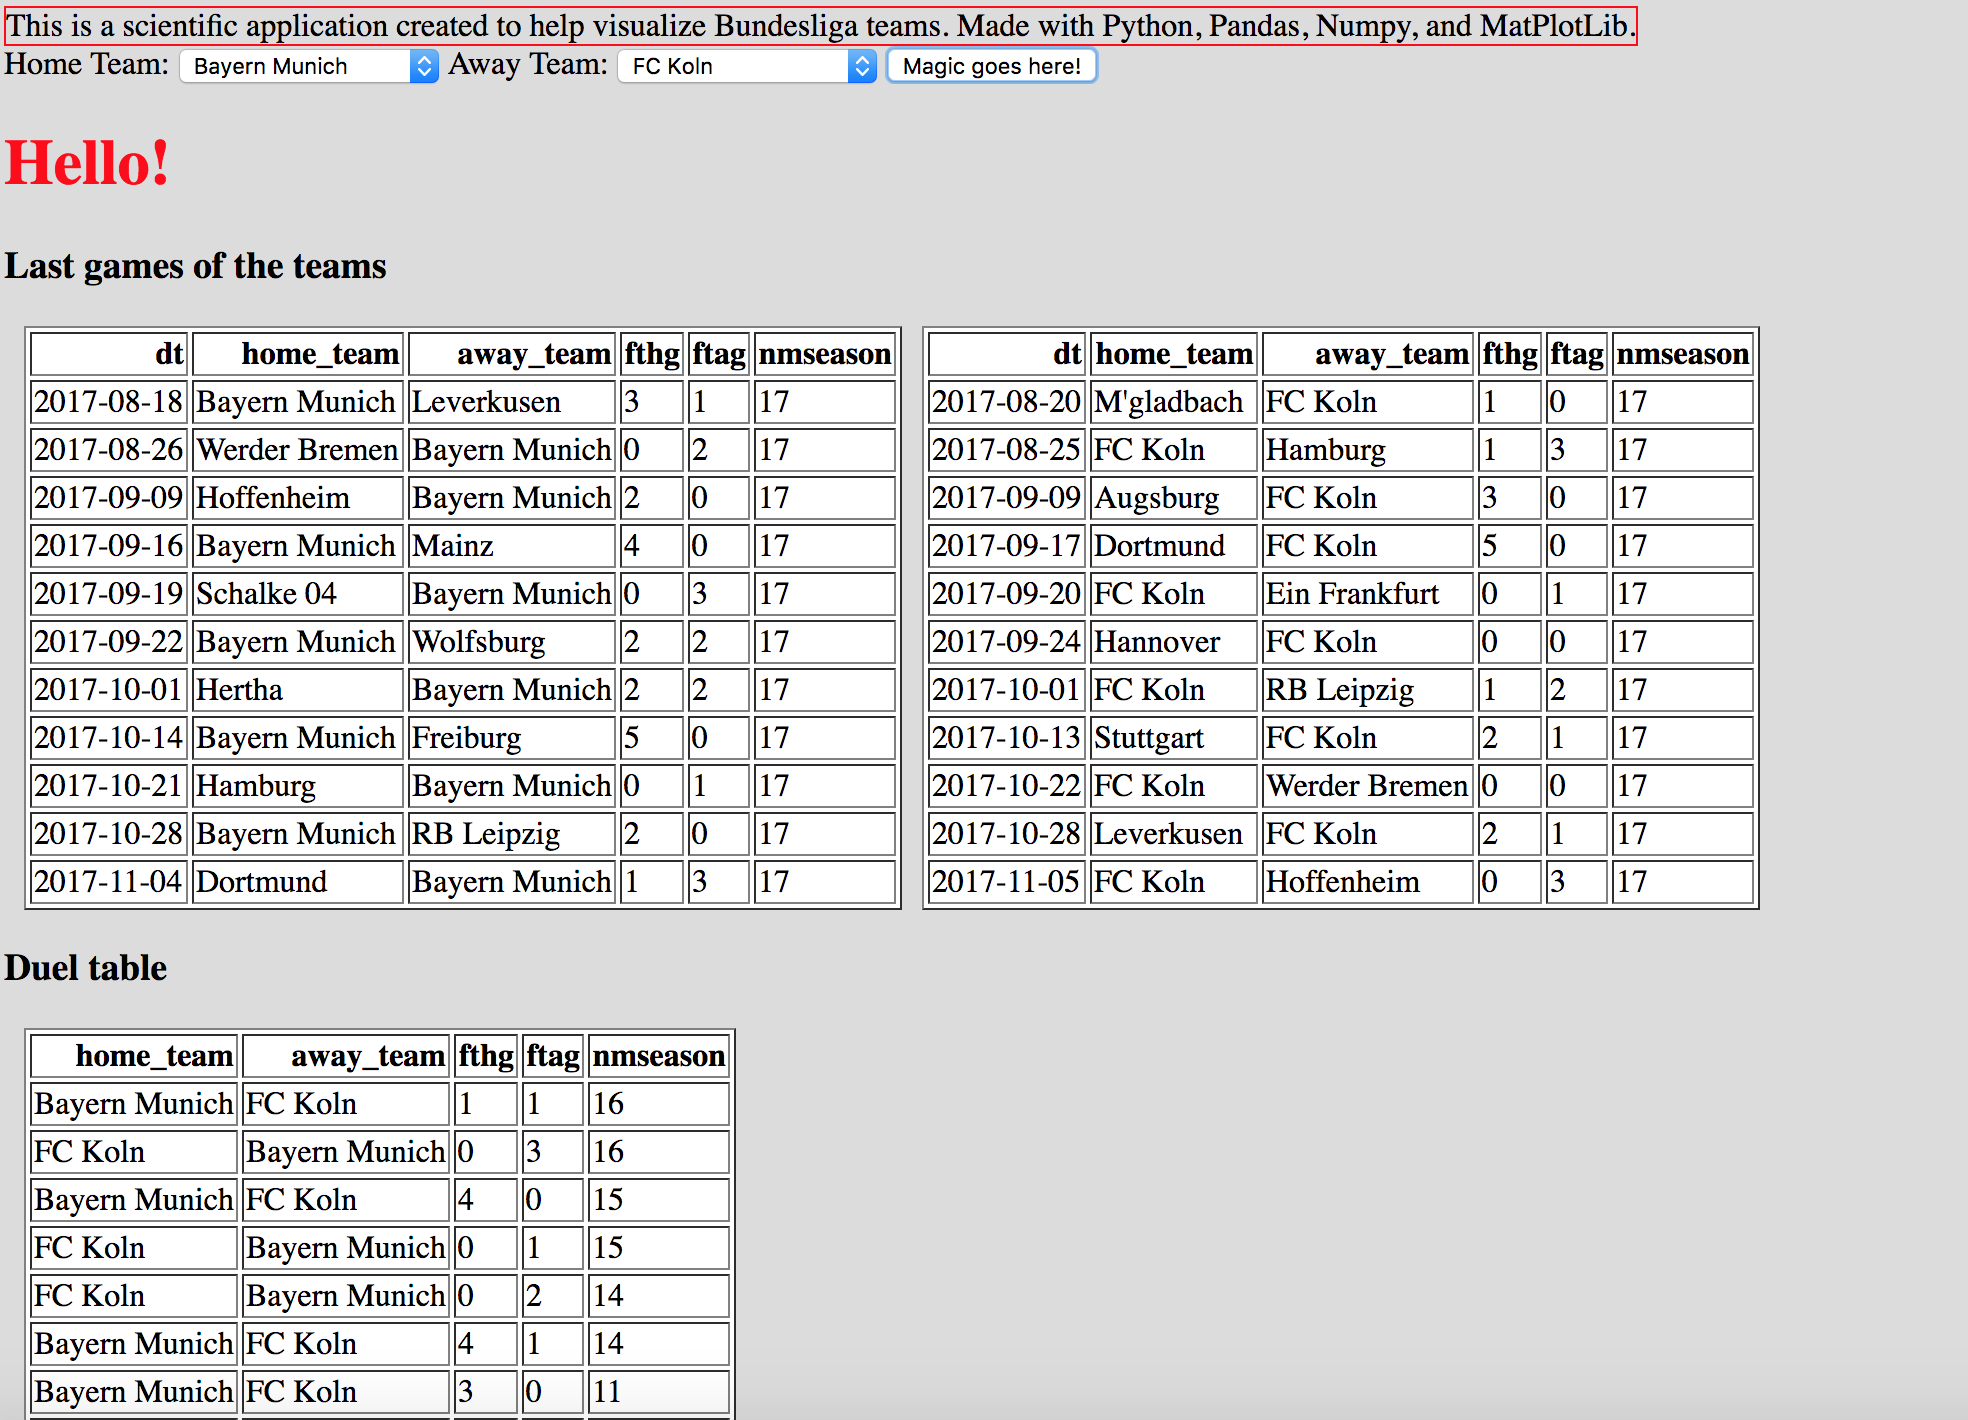 This is a scientific application created to help visualize Bundesliga teams. Made with Python, Pandas, Numpy, and MatPlotLib.
Home Team: Bayern Munich Away Team: FC Koln Magic goes here!
Hello!
Last games of the teams
dt home_team away_team fthg ftag nmseason
2017-08-18 Bayern Munich Leverkusen 3 1 17
2017-08-26 Werder Bremen Bayern Munich 0 2 17
2017-09-09 Hoffenheim Bayern Munich 2 0 17
2017-09-16 Bayern Munich Mainz 4 0 17
2017-09-19 Schalke 04 Bayern Munich 0 3 17
2017-09-22 Bayern Munich Wolfsburg 2 2 17
2017-10-01 Hertha Bayern Munich 2 2 17
2017-10-14 Bayern Munich Freiburg 5 0 17
2017-10-21 Hamburg Bayern Munich 0 1 17
2017-10-28 Bayern Munich RB Leipzig 2 0 17
2017-11-04 Dortmund Bayern Munich 1 3 17
dt home_team away_team fthg ftag nmseason
2017-08-20 M'gladbach FC Koln 1 0 17
2017-08-25 FC Koln Hamburg 1 3 17
2017-09-09 Augsburg FC Koln 3 0 17
2017-09-17 Dortmund FC Koln 5 0 17
2017-09-20 FC Koln Ein Frankfurt 0 1 17
2017-09-24 Hannover FC Koln 0 0 17
2017-10-01 FC Koln RB Leipzig 1 2 17
2017-10-13 Stuttgart FC Koln 2 1 17
2017-10-22 FC Koln Werder Bremen 0 0 17
2017-10-28 Leverkusen FC Koln 2 1 17
2017-11-05 FC Koln Hoffenheim 0 3 17
Duel table
home_team away_team fthg ftag nmseason
Bayern Munich FC Koln 1 1 16
FC Koln Bayern Munich 0 3 16
Bayern Munich FC Koln 4 0 15
FC Koln Bayern Munich 0 1 15
FC Koln Bayern Munich 0 2 14
Bayern Munich FC Koln 4 1 14
Bayern Munich FC Koln 3 0 11